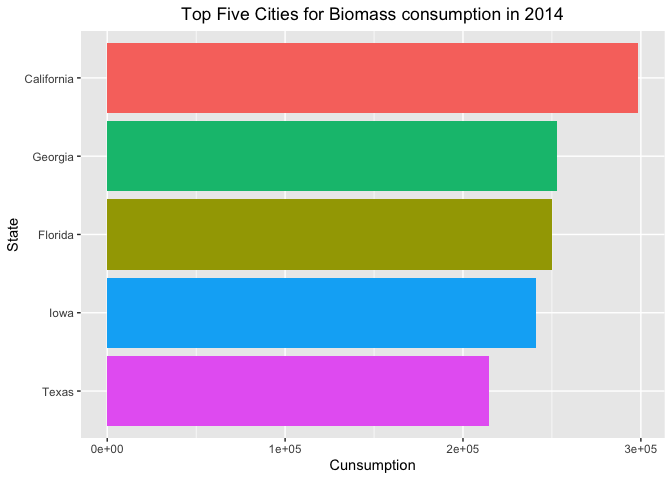 Top Five Cities for Biomass consumption in 2014
California
Georgia
Florida
Iowa
Texas
State
0e+00 1e+05 2e+05 3e+05
Cunsumption